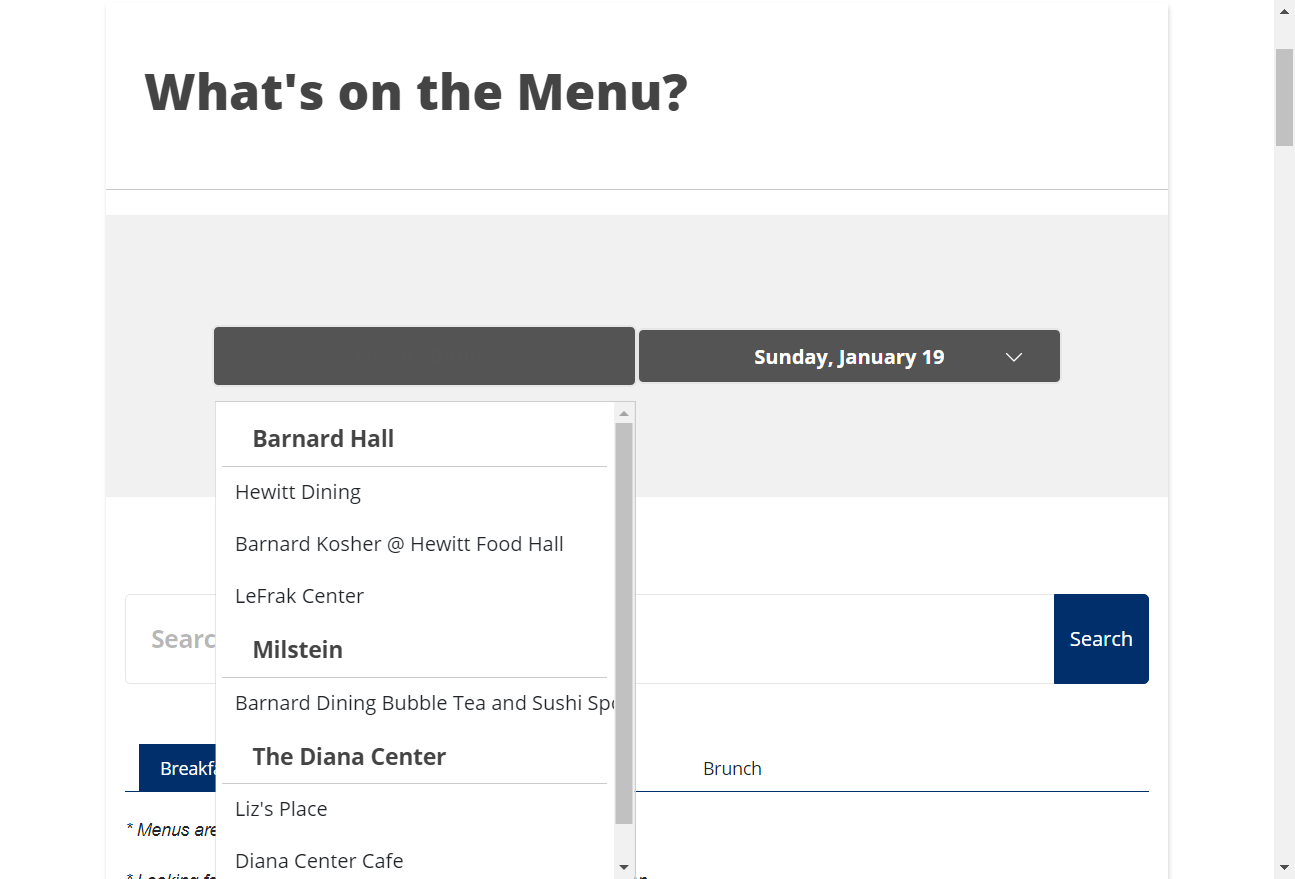 What's on the Menu?
Sunday, January 19
Barnard Hall
Hewitt Dining
Barnard Kosher @ Hewitt Food Hall
LeFrak Center
Milstein
Barnard Dining Bubble Tea and Sushi
The Diana Center
Liz's Place
Diana Center Cafe
Search
Brunch
* Menus are